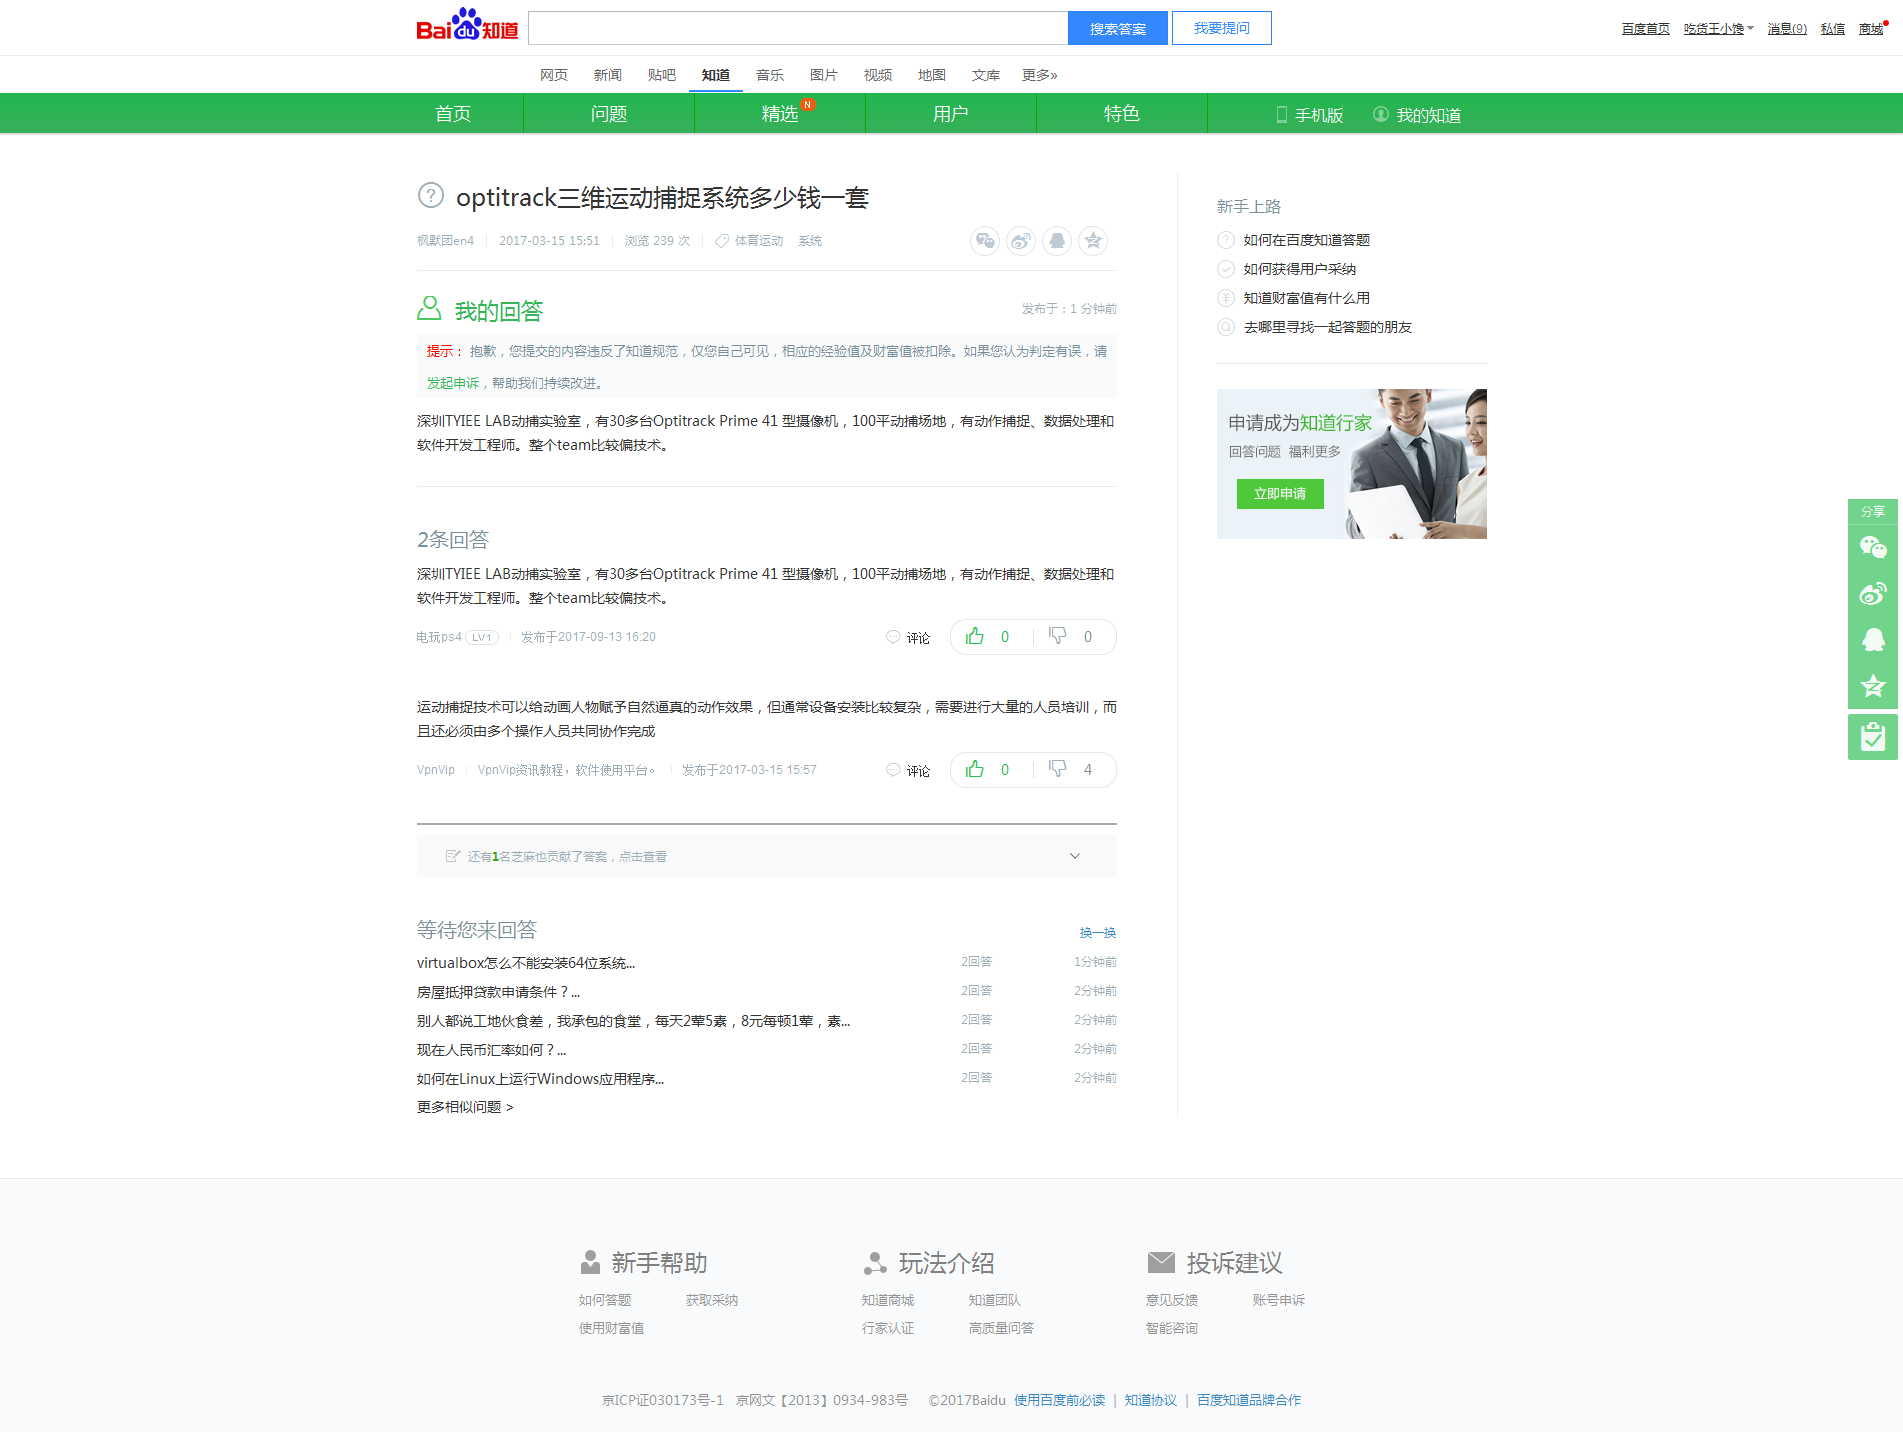 Baidu知道
搜索答案
我要提问
百度首页 吃货王小馋 消息(9) 私信 商城
网页 新闻 贴吧 知道 音乐 图片 视频 地图 文库 更多»
首页 问题 精选 N 用户 特色 手机版 我的知道
optitrack三维运动捕捉系统多少钱一套
枫默团en4 2017-03-15 15:51 浏览 239 次 体育运动 系统
我的回答
发布于：1 分钟前
提示： 抱歉，您提交的内容违反了知道规范，仅您自己可见，相应的经验值及财富值被扣除。如果您认为判定有误，请
发起申诉，帮助我们持续改进。
深圳TYIEE LAB动捕实验室，有30多台Optitrack Prime 41 型摄像机，100平动捕场地，有动作捕捉、数据处理和
软件开发工程师。整个team比较偏技术。
2条回答
深圳TYIEE LAB动捕实验室，有30多台Optitrack Prime 41 型摄像机，100平动捕场地，有动作捕捉、数据处理和
软件开发工程师。整个team比较偏技术。
电玩ps4 LV1 发布于2017-09-13 16:20 评论 0 0
运动捕捉技术可以给动画人物赋予自然逼真的动作效果，但通常设备安装比较复杂，需要进行大量的人员培训，而
且还必须由多个操作人员共同协作完成
VpnVip VpnVip资讯教程，软件使用平台。 发布于2017-03-15 15:57 评论 0 4
还有1名芝麻也贡献了答案，点击查看
等待您来回答
换一换
virtualbox怎么不能安装64位系统... 2回答 1分钟前
房屋抵押贷款申请条件？... 2回答 2分钟前
别人都说工地伙食差，我承包的食堂，每天2荤5素，8元每顿1荤，素... 2回答 2分钟前
现在人民币汇率如何？... 2回答 2分钟前
如何在Linux上运行Windows应用程序... 2回答 2分钟前
更多相似问题 >
新手上路
如何在百度知道答题
如何获得用户采纳
知道财富值有什么用
去哪里寻找一起答题的朋友
申请成为知道行家
回答问题 福利更多
立即申请
分享
新手帮助
如何答题 获取采纳
使用财富值
玩法介绍
知道商城 知道团队
行家认证 高质量问答
投诉建议
意见反馈 账号申诉
智能咨询
京ICP证030173号-1 京网文【2013】0934-983号 ©2017Baidu 使用百度前必读 | 知道协议 | 百度知道品牌合作